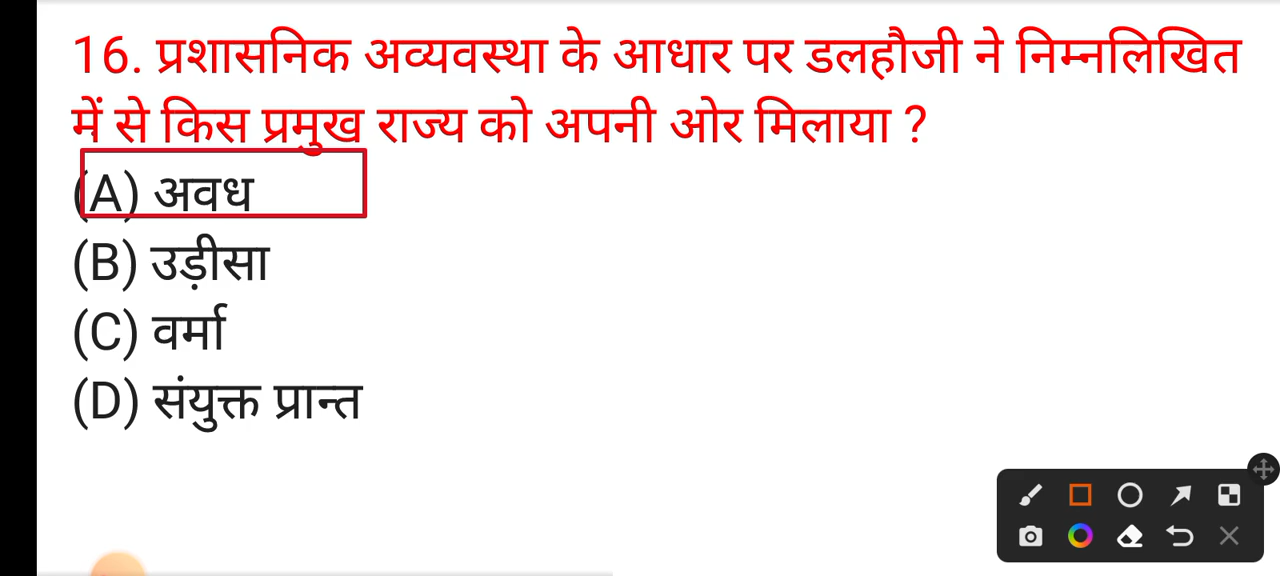 16. प्रशासनिक अव्यवस्था के आधार पर डलहौजी ने निम्नलिखित
में से किस प्रमुख राज्य को अपनी ओर मिलाया ?
(A) अवध
(B) उड़ीसा
(C) वर्मा
(D) संयुक्त प्रान्त